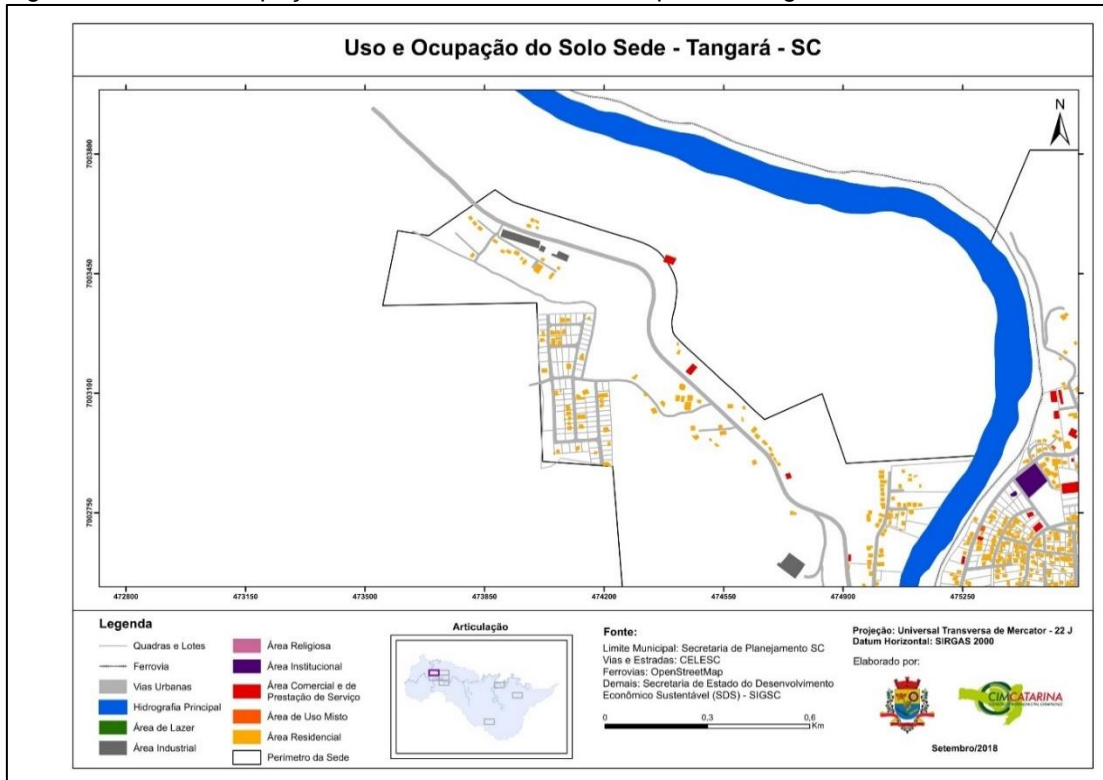 Uso e Ocupação do Solo Sede - Tangará - SC
N
7003800
7003450
7003100
7002750
472800
473150
473500
473850
474200
474550
474900
475250
Legenda
Quadras e Lotes
Ferrovia
Vias Urbanas
Hidrografia Principal
Área de Lazer
Área Industrial
Área Religiosa
Área Institucional
Área Comercial e de
Prestação de Serviço
Área de Uso Misto
Área Residencial
Perímetro da Sede
Articulação
Fonte:
Limite Municipal: Secretaria de Planejamento SC
Vias e Estradas: CELESC
Ferrovias: OpenStreetMap
Demais: Secretaria de Estado do Desenvolvimento
Econômico Sustentável (SDS) - SIGSC
0 0,3 0,6
Km
Projeção: Universal Transversa de Mercator - 22 J
Datum Horizontal: SIRGAS 2000
Elaborado por:
CIMCATARINA
Setembro/2018